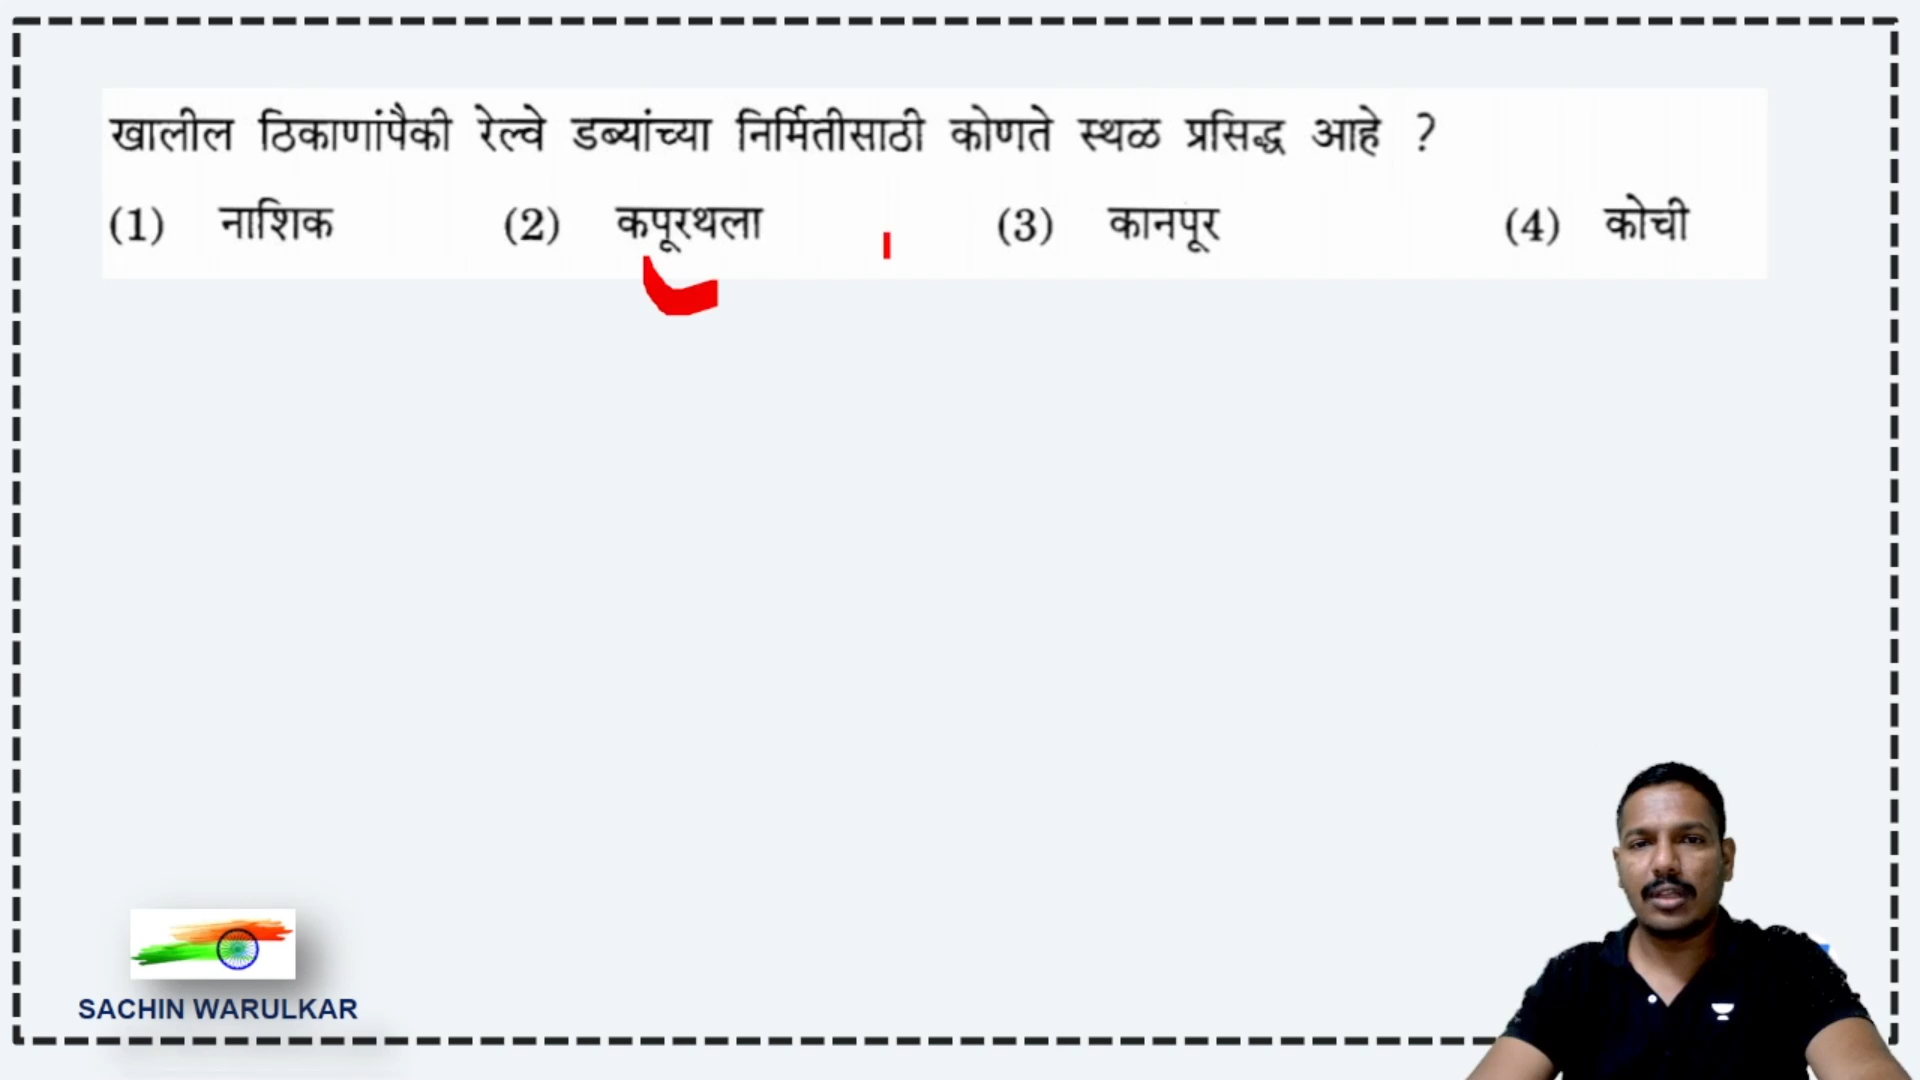 खालील ठिकाणांपैकी रेल्वे डब्यांच्या निर्मितीसाठी कोणते स्थळ प्रसिद्ध आहे ?
(1) नाशिक (2) कपूरथला (3) कानपूर (4) कोची
SACHIN WARULKAR